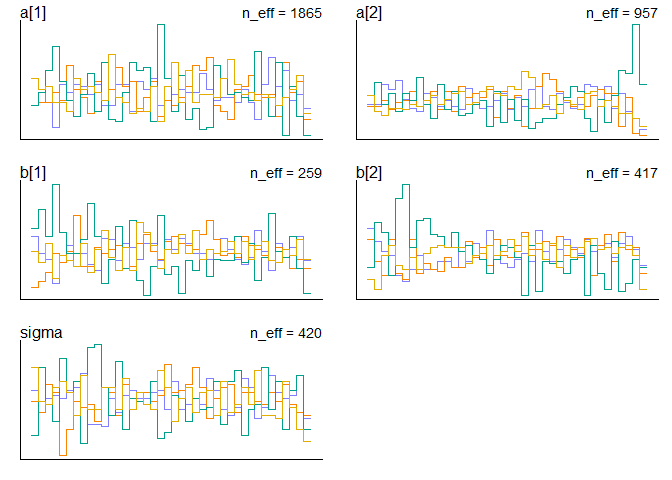 a[1] n_eff = 1865
a[2] n_eff = 957
b[1] n_eff = 259
b[2] n_eff = 417
sigma n_eff = 420